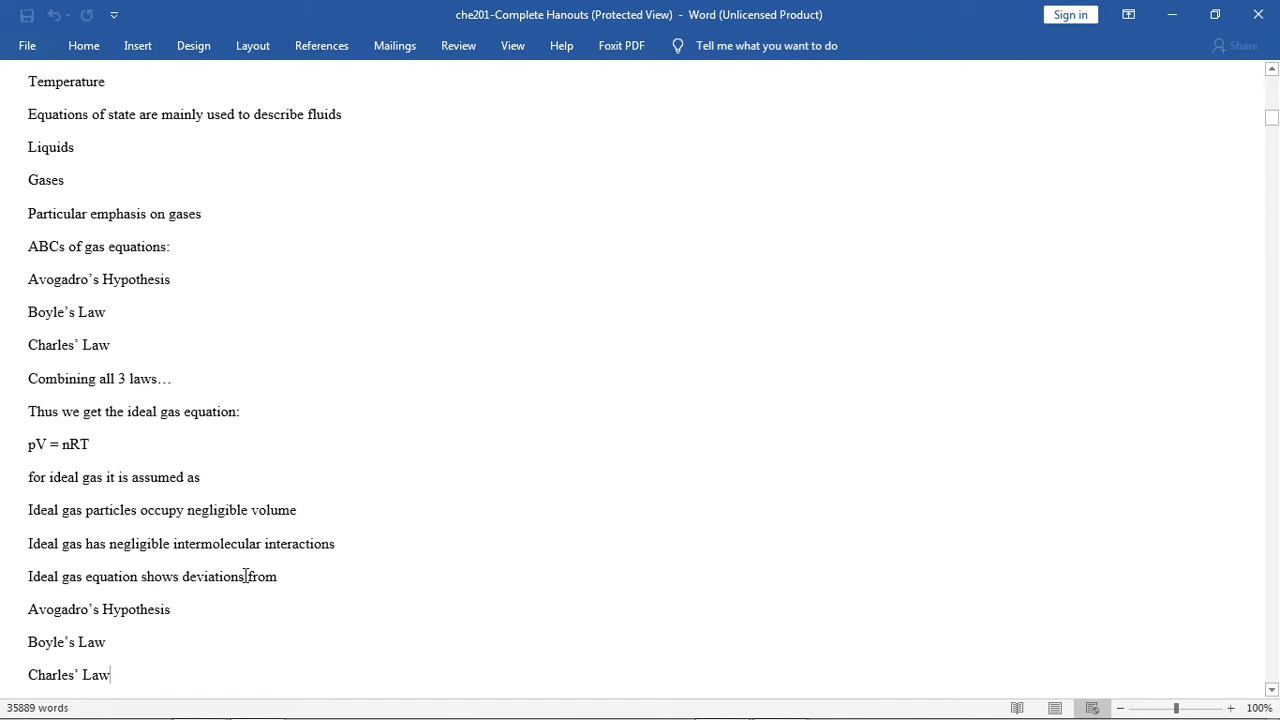 che201-Complete Hanouts (Protected View) - Word (Unlicensed Product)
Sign in
File Home Insert Design Layout References Mailings Review View Help Foxit PDF Tell me what you want to do Share
Temperature
Equations of state are mainly used to describe fluids
Liquids
Gases
Particular emphasis on gases
ABCs of gas equations:
Avogadro’s Hypothesis
Boyle’s Law
Charles’ Law
Combining all 3 laws…
Thus we get the ideal gas equation:
pV = nRT
for ideal gas it is assumed as
Ideal gas particles occupy negligible volume
Ideal gas has negligible intermolecular interactions
Ideal gas equation shows deviations from
Avogadro’s Hypothesis
Boyle’s Law
Charles’ Law
35889 words
100%